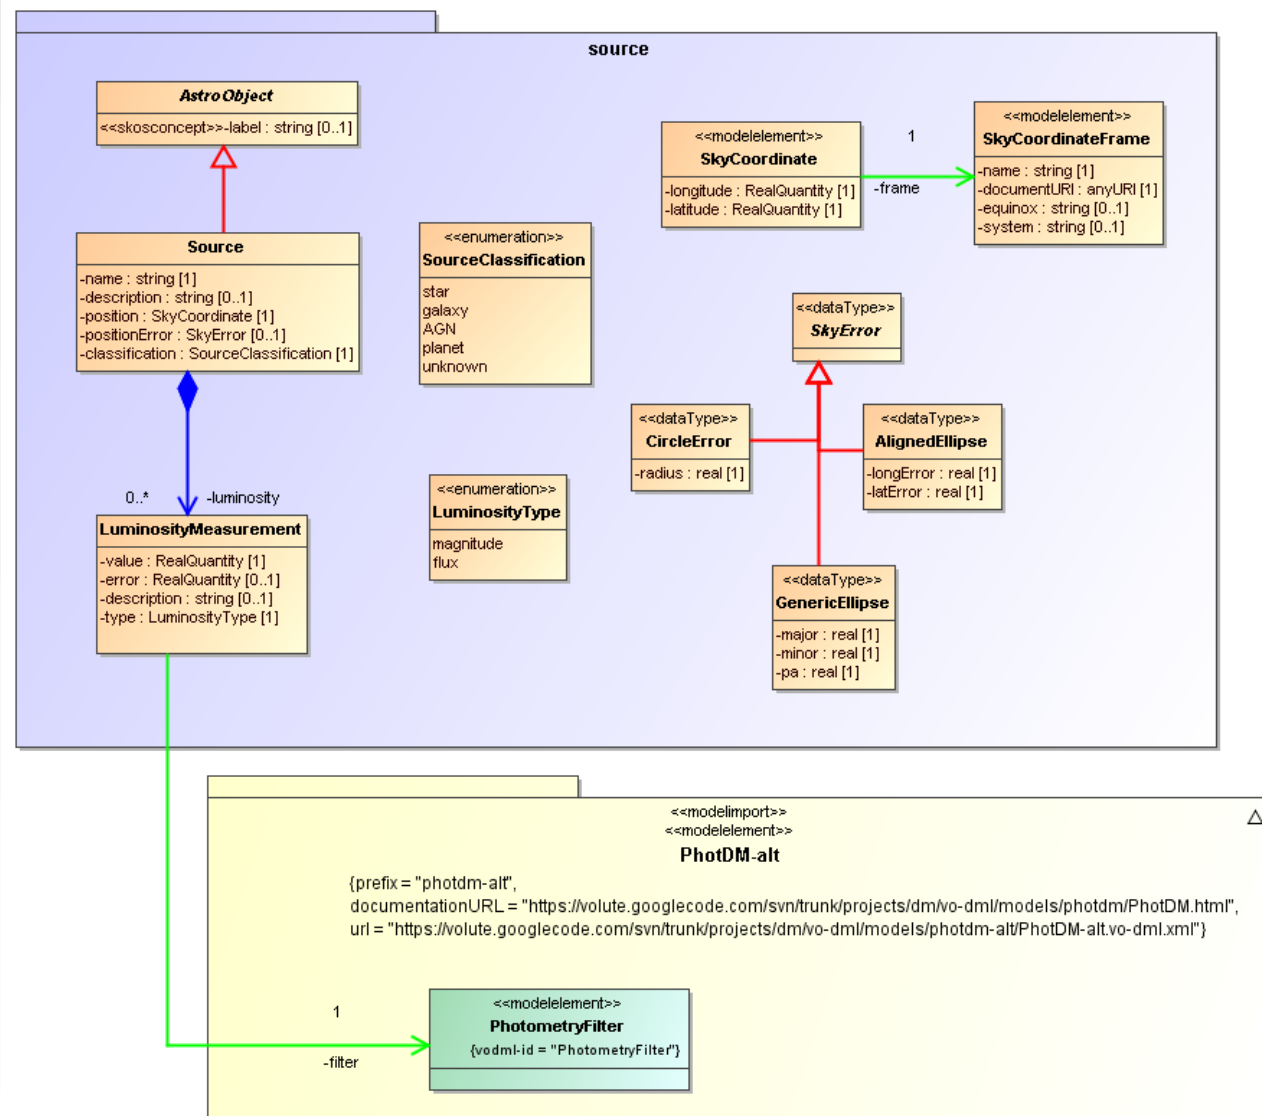 source
AstroObject
<<skosconcept>>-label : string [0..1]
Source
-name : string [1]
-description : string [0..1]
-position : SkyCoordinate [1]
-positionError : SkyError [0..1]
-classification : SourceClassification [1]
0..*
-luminosity
LuminosityMeasurement
-value : RealQuantity [1]
-error : RealQuantity [0..1]
-description : string [0..1]
-type : LuminosityType [1]
<<enumeration>>
SourceClassification
star
galaxy
AGN
planet
unknown
<<enumeration>>
LuminosityType
magnitude
flux
<<modelelement>>
SkyCoordinate
-longitude : RealQuantity [1]
-latitude : RealQuantity [1]
1
-frame
<<modelelement>>
SkyCoordinateFrame
-name : string [1]
-documentURI : anyURI [1]
-equinox : string [0..1]
-system : string [0..1]
<<dataType>>
SkyError
<<dataType>>
CircleError
-radius : real [1]
<<dataType>>
AlignedEllipse
-longError : real [1]
-latError : real [1]
<<dataType>>
GenericEllipse
-major : real [1]
-minor : real [1]
-pa : real [1]
<<modelimport>>
<<modelelement>>
PhotDM-alt
{prefix = "photdm-alt",
documentationURL = "https://volute.googlecode.com/svn/trunk/projects/dm/vo-dml/models/photdm/PhotDM.html",
url = "https://volute.googlecode.com/svn/trunk/projects/dm/vo-dml/models/photdm-alt/PhotDM-alt.vo-dml.xml"}
1
-filter
<<modelelement>>
PhotometryFilter
{vodml-id = "PhotometryFilter"}